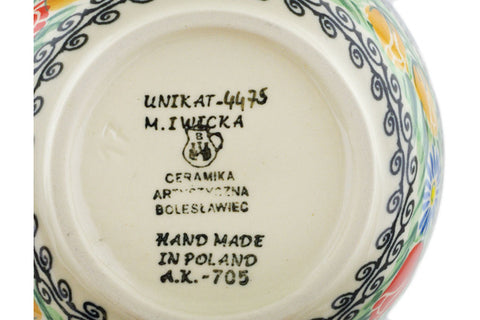 UNIKAT-4475
M.IWICKA
B
CERAMIKA
ARTYSTYCZNA
BOLESŁAWIEC
HAND MADE
IN POLAND
A.K.-705